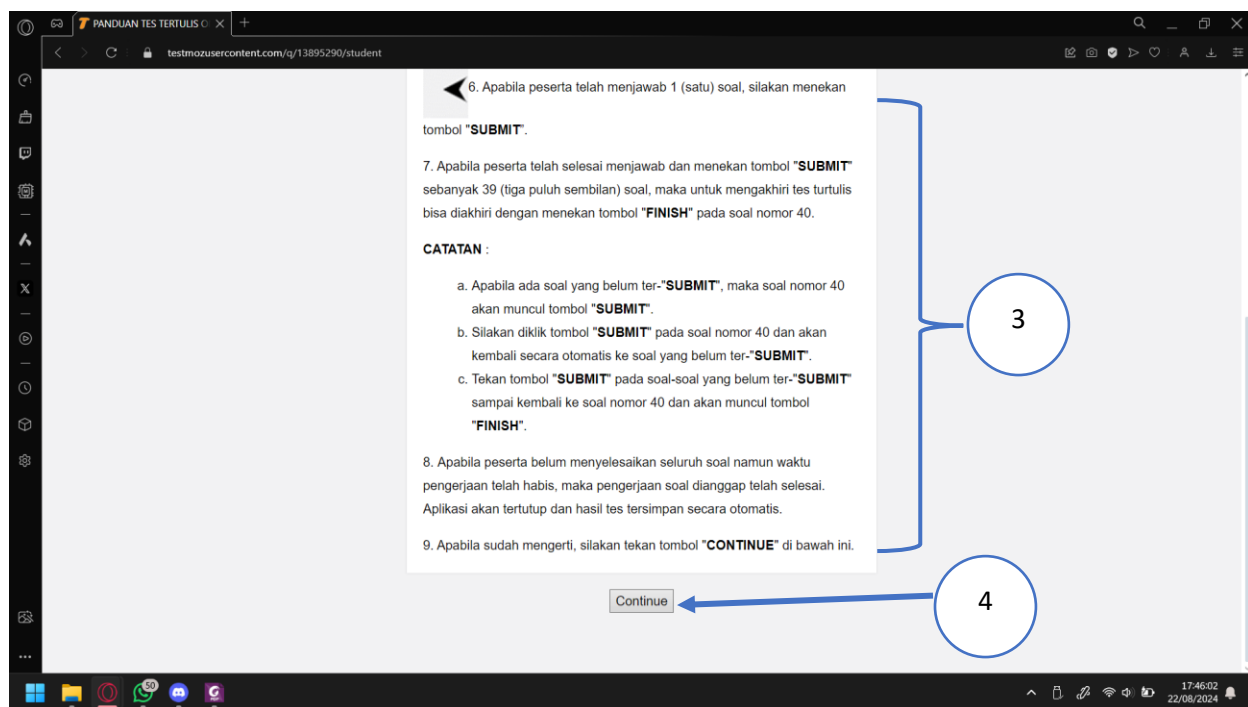 PANDUAN TES TERTULIS O
testmozusercontent.com/q/13895290/student
6. Apabila peserta telah menjawab 1 (satu) soal, silakan menekan
tombol "SUBMIT".
7. Apabila peserta telah selesai menjawab dan menekan tombol "SUBMIT"
sebanyak 39 (tiga puluh sembilan) soal, maka untuk mengakhiri tes turtulis
bisa diakhiri dengan menekan tombol "FINISH" pada soal nomor 40.
CATATAN :
a. Apabila ada soal yang belum ter-"SUBMIT", maka soal nomor 40
akan muncul tombol "SUBMIT".
b. Silakan diklik tombol "SUBMIT" pada soal nomor 40 dan akan
kembali secara otomatis ke soal yang belum ter-"SUBMIT".
c. Tekan tombol "SUBMIT" pada soal-soal yang belum ter-"SUBMIT"
sampai kembali ke soal nomor 40 dan akan muncul tombol
"FINISH".
8. Apabila peserta belum menyelesaikan seluruh soal namun waktu
pengerjaan telah habis, maka pengerjaan soal dianggap telah selesai.
Aplikasi akan tertutup dan hasil tes tersimpan secara otomatis.
9. Apabila sudah mengerti, silakan tekan tombol "CONTINUE" di bawah ini.
3
Continue
4
50
17:46:02
22/08/2024